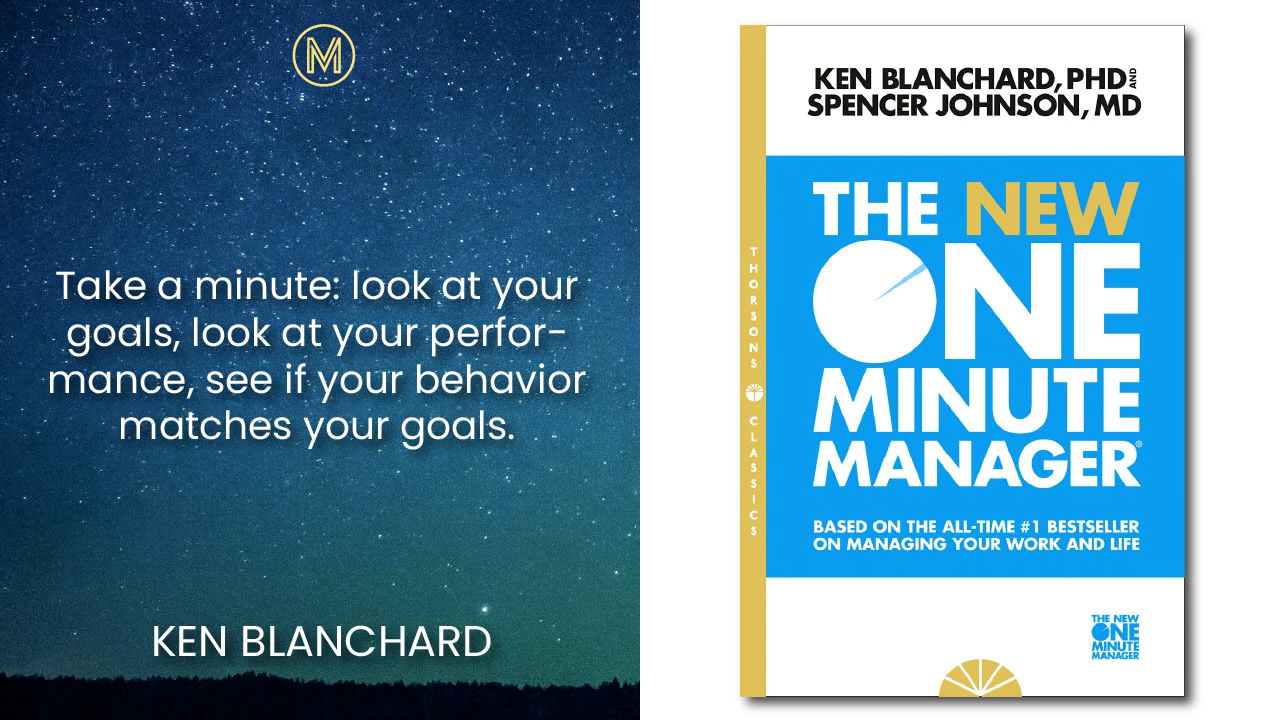 M
Take a minute: look at your
goals, look at your perfor-
mance, see if your behavior
matches your goals.
KEN BLANCHARD
KEN BLANCHARD, PHD AND
SPENCER JOHNSON, MD
THE NEW
ONE
MINUTE
MANAGER®
BASED ON THE ALL-TIME #1 BESTSELLER
ON MANAGING YOUR WORK AND LIFE
THORSONS CLASSICS
THE NEW
ONE
MINUTE
MANAGER